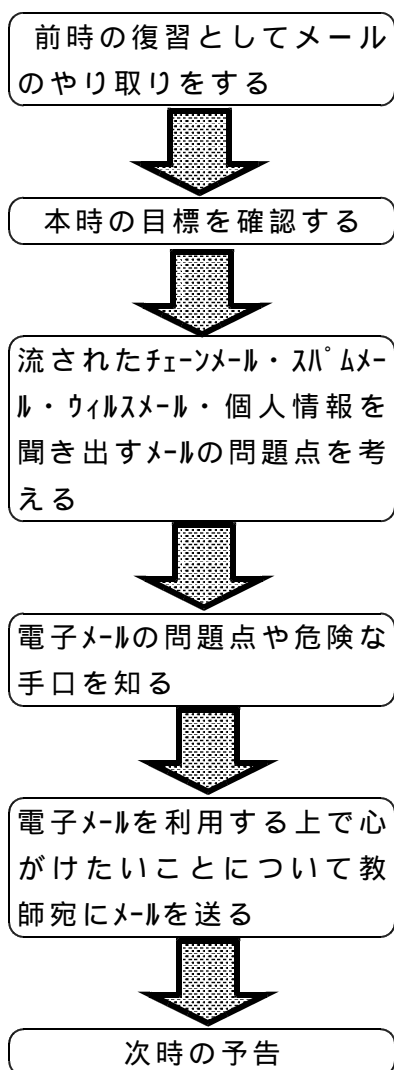 前時の復習としてメール
のやり取りをする
本時の目標を確認する
流されたﾁｪｰﾝﾒｰﾙ・ｽﾊﾟﾑﾒｰ
ﾙ・ｳｨﾙｽﾒｰﾙ・個人情報を
聞き出すﾒｰﾙの問題点を考
える
電子ﾒｰﾙの問題点や危険な
手口を知る
電子ﾒｰﾙを利用する上で心
がけたいことについて教
師宛にﾒｰﾙを送る
次時の予告